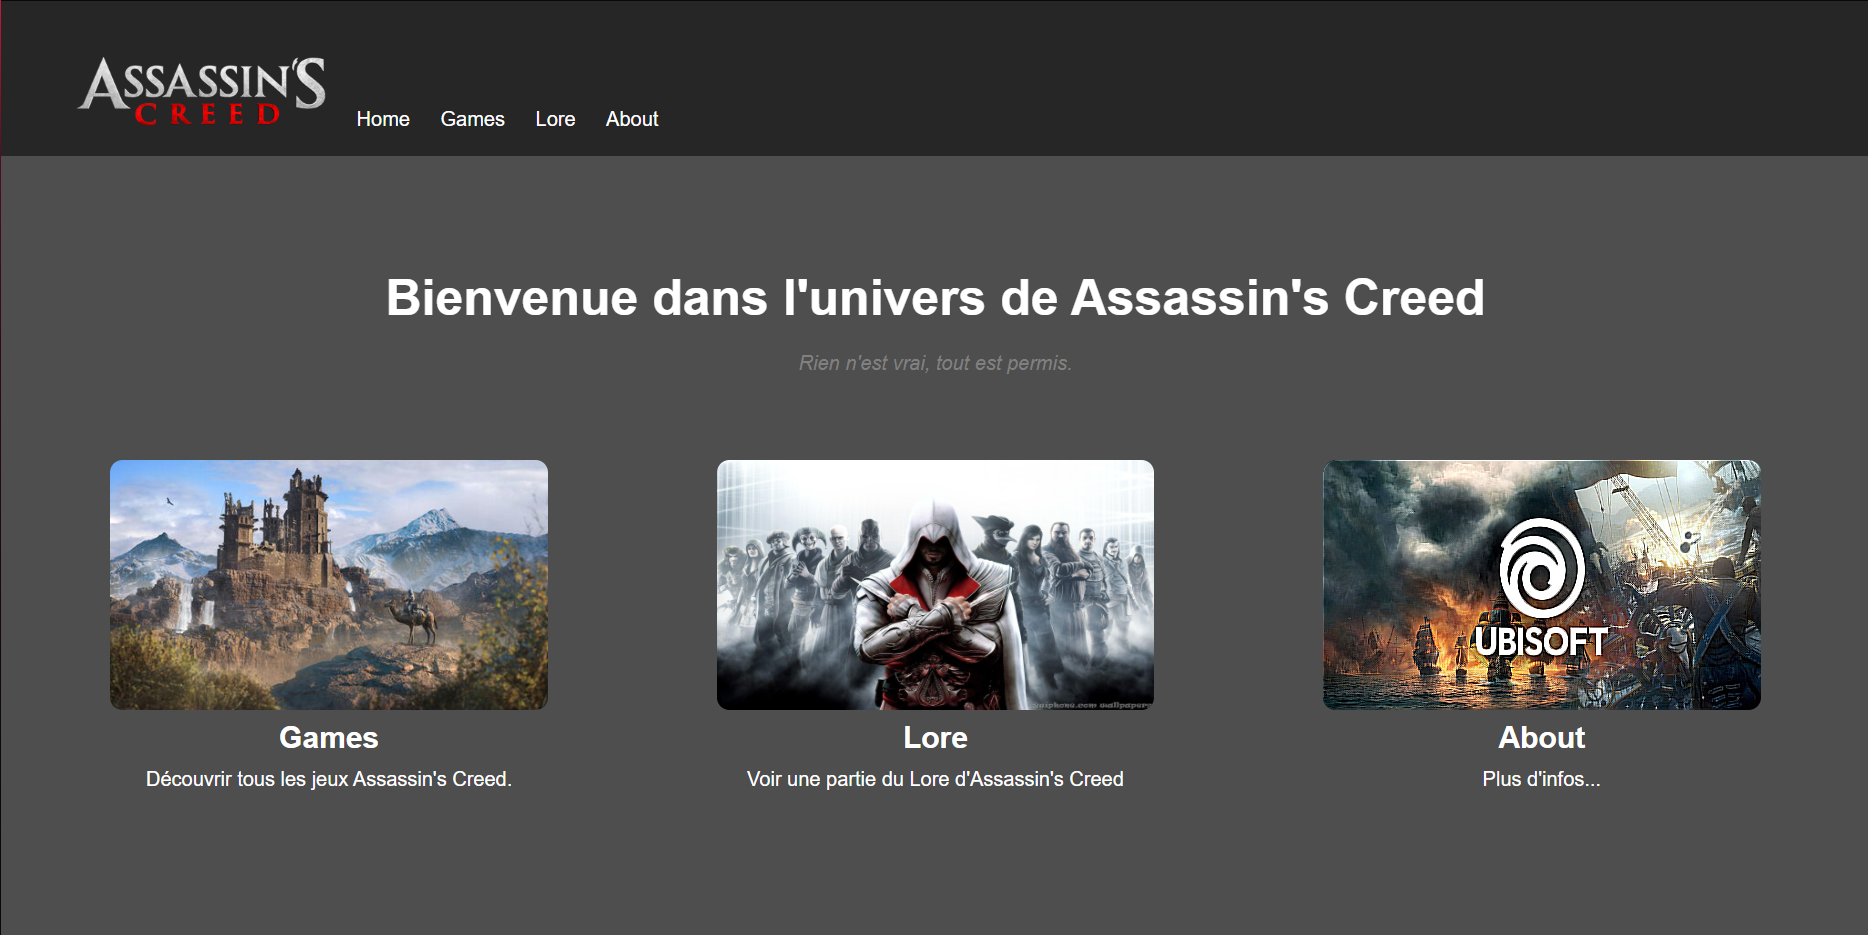 ASSASSIN'S
CREED
Home Games Lore About
Bienvenue dans l'univers de Assassin's Creed
Rien n'est vrai, tout est permis.
UBISOFT
Games
Lore
About
Découvrir tous les jeux Assassin's Creed.
Voir une partie du Lore d'Assassin's Creed
Plus d'infos...